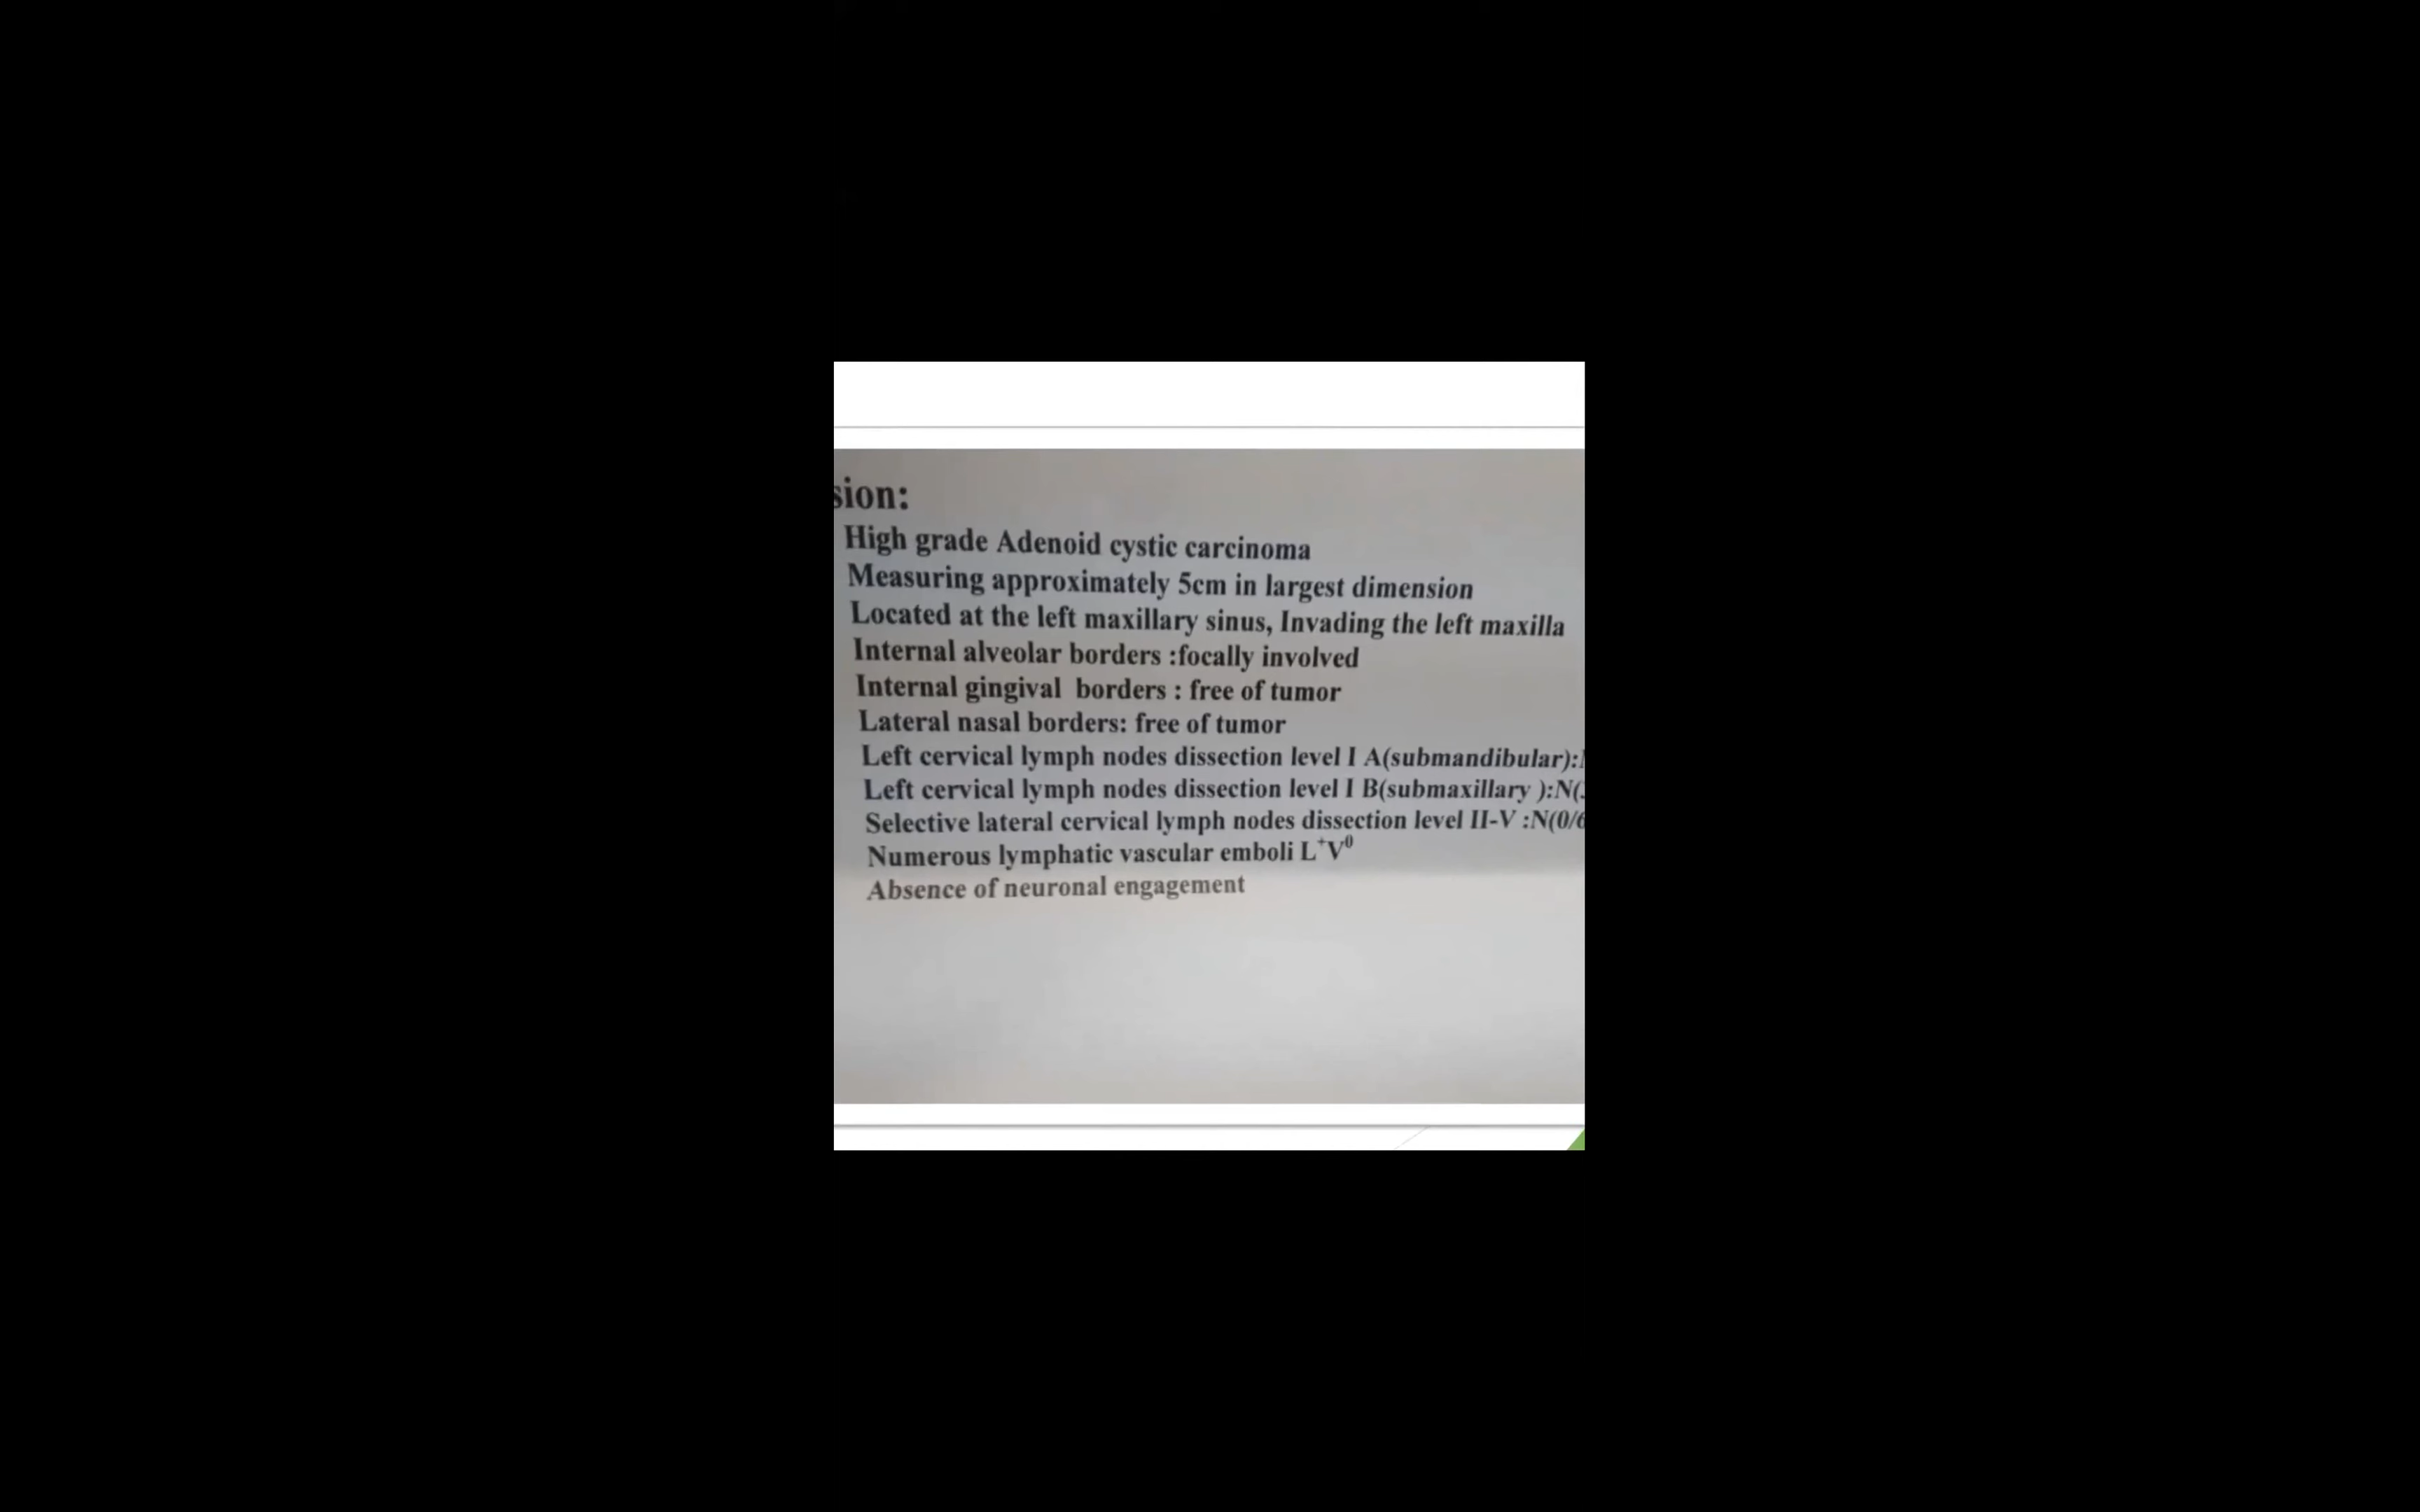 sion:
High grade Adenoid cystic carcinoma
Measuring approximately 5cm in largest dimension
Located at the left maxillary sinus, Invading the left maxilla
Internal alveolar borders :focally involved
Internal gingival borders : free of tumor
Lateral nasal borders: free of tumor
Left cervical lymph nodes dissection level I A(submandibular):
Left cervical lymph nodes dissection level I B(submaxillary ):N(
Selective lateral cervical lymph nodes dissection level II-V :N(0/6
Numerous lymphatic vascular emboli L⁺V⁰
Absence of neuronal engagement